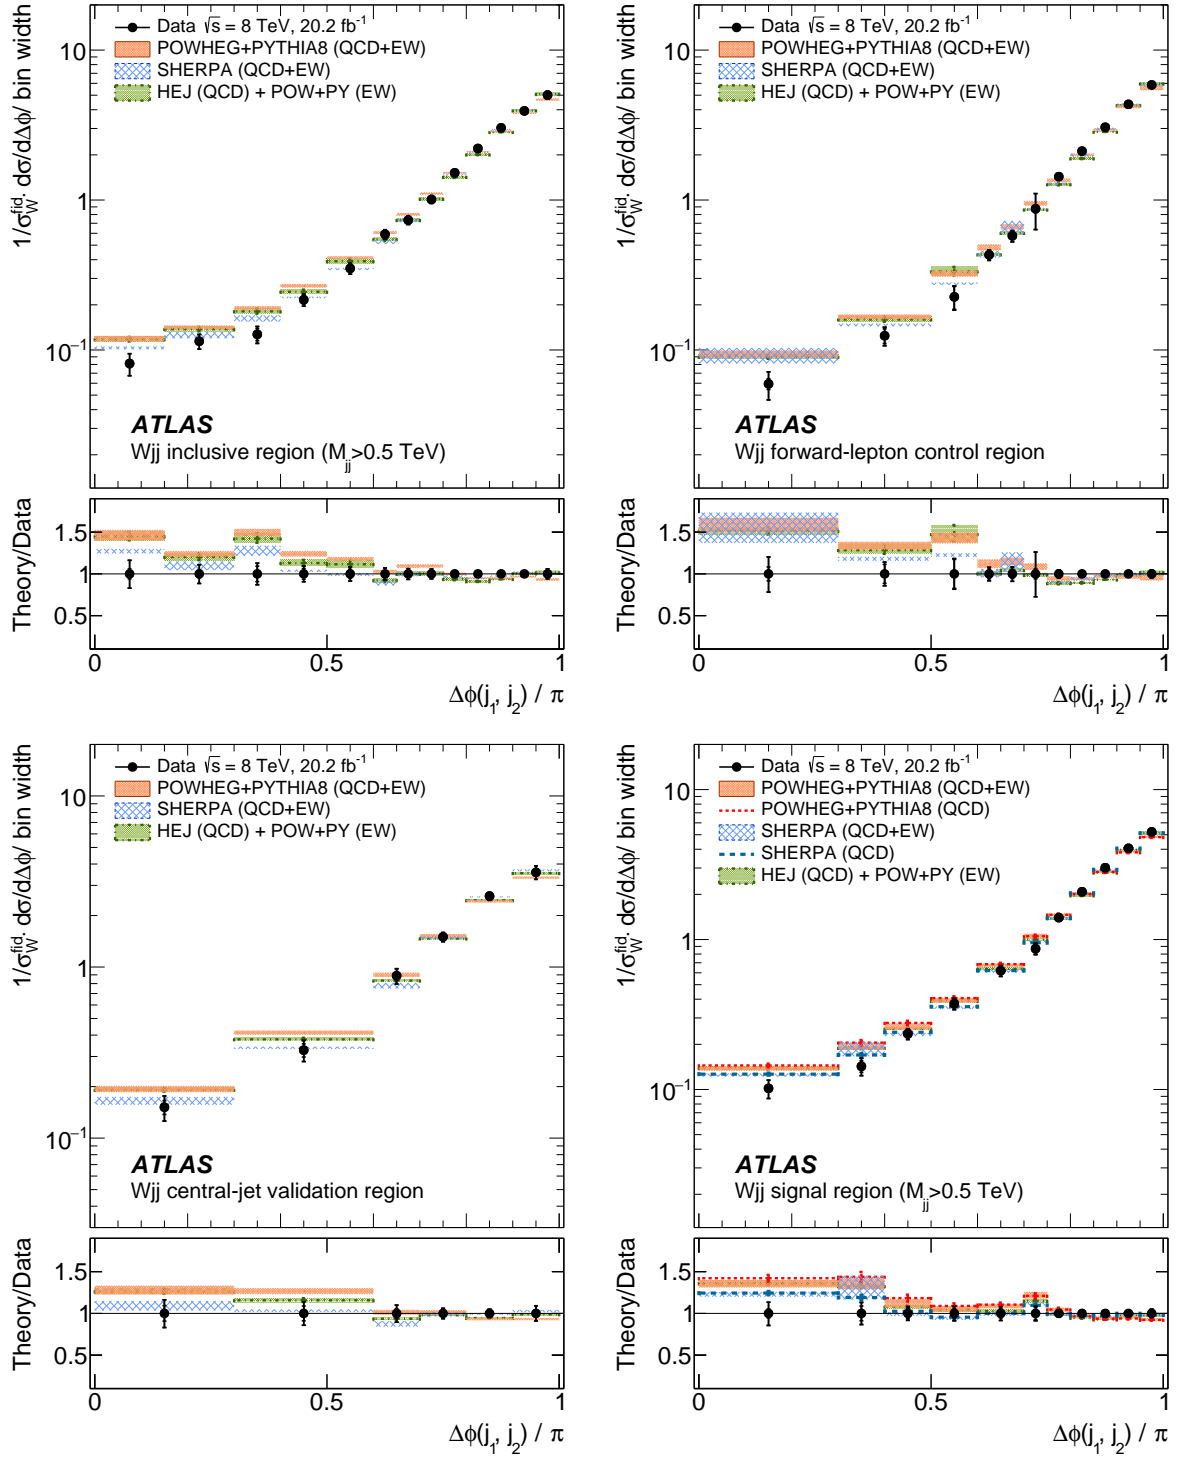 Data √s = 8 TeV, 20.2 fb⁻¹
POWHEG+PYTHIA8 (QCD+EW)
SHERPA (QCD+EW)
HEJ (QCD) + POW+PY (EW)
1/σ_W^fid. dσ/dΔϕ/ bin width
10
1
10⁻¹
ATLAS
Wjj inclusive region (M_jj>0.5 TeV)
Theory/Data
1.5
1
0.5
0 0.5 1
Δϕ(j_1, j_2) / π
Data √s = 8 TeV, 20.2 fb⁻¹
POWHEG+PYTHIA8 (QCD+EW)
SHERPA (QCD+EW)
HEJ (QCD) + POW+PY (EW)
1/σ_W^fid. dσ/dΔϕ/ bin width
10
1
10⁻¹
ATLAS
Wjj forward-lepton control region
Theory/Data
1.5
1
0.5
0 0.5 1
Δϕ(j_1, j_2) / π
Data √s = 8 TeV, 20.2 fb⁻¹
POWHEG+PYTHIA8 (QCD+EW)
SHERPA (QCD+EW)
HEJ (QCD) + POW+PY (EW)
1/σ_W^fid. dσ/dΔϕ/ bin width
10
1
10⁻¹
ATLAS
Wjj central-jet validation region
Theory/Data
1.5
1
0.5
0 0.5 1
Δϕ(j_1, j_2) / π
Data √s = 8 TeV, 20.2 fb⁻¹
POWHEG+PYTHIA8 (QCD+EW)
POWHEG+PYTHIA8 (QCD)
SHERPA (QCD+EW)
SHERPA (QCD)
HEJ (QCD) + POW+PY (EW)
1/σ_W^fid. dσ/dΔϕ/ bin width
10
1
10⁻¹
ATLAS
Wjj signal region (M_jj>0.5 TeV)
Theory/Data
1.5
1
0.5
0 0.5 1
Δϕ(j_1, j_2) / π